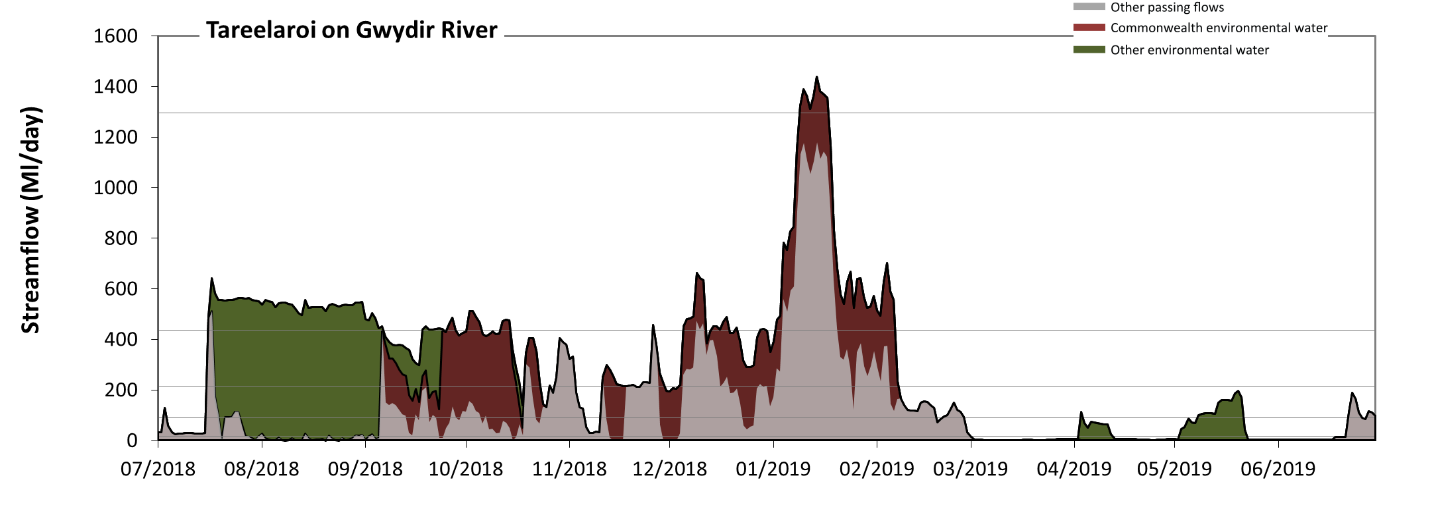 Other passing flows
Commonwealth environmental water
Other environmental water
Tareelaroi on Gwydir River
Streamflow (Ml/day)
1600
1400
1200
1000
800
600
400
200
0
07/2018 08/2018 09/2018 10/2018 11/2018 12/2018 01/2019 02/2019 03/2019 04/2019 05/2019 06/2019